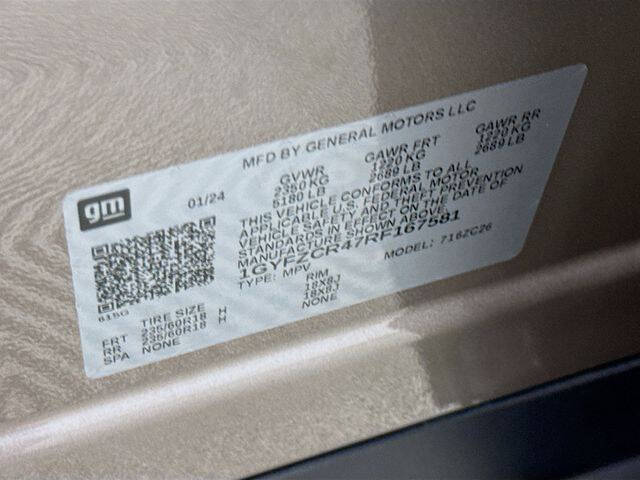 MFD BY GENERAL MOTORS LLC
gm
01/24
GVWR GAWR FRT GAWR RR
2350 KG 1220 KG 1220 KG
5180 LB 2689 LB 2689 LB
THIS VEHICLE CONFORMS TO ALL
APPLICABLE U.S. FEDERAL MOTOR
VEHICLE SAFETY AND THEFT PREVENTION
STANDARDS IN EFFECT ON THE DATE OF
MANUFACTURE SHOWN ABOVE.
1GYFZCR47RF167581
TYPE: MPV MODEL: 716ZC26
615G
TIRE SIZE RIM
FRT 235/60R18 H 18X8J
RR 235/60R18 H 18X8J
SPA NONE NONE